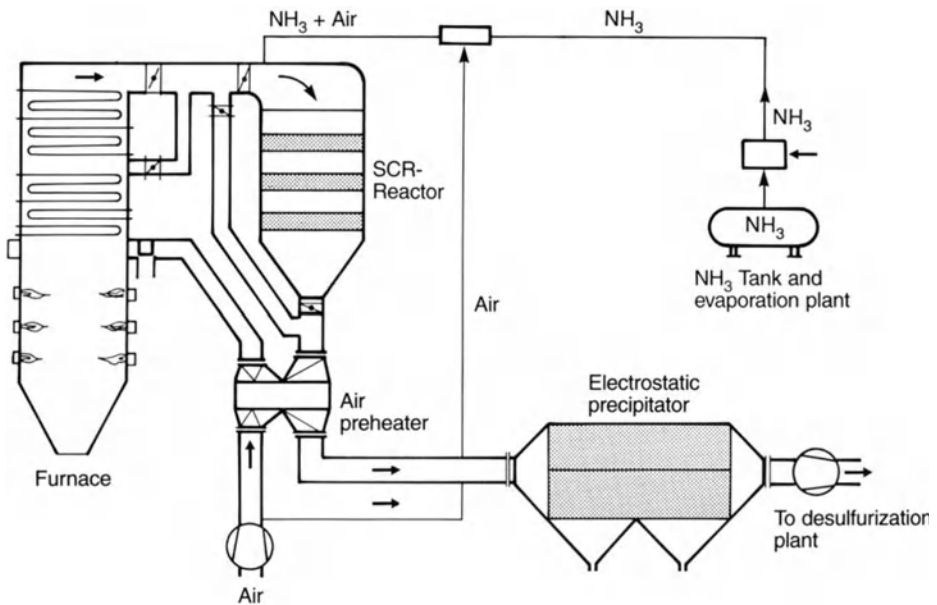 NH₃ + Air
NH₃
NH₃
SCR-
Reactor
NH₃
NH₃ Tank and
evaporation plant
Air
Electrostatic
precipitator
Air
preheater
Furnace
To desulfurization
plant
Air